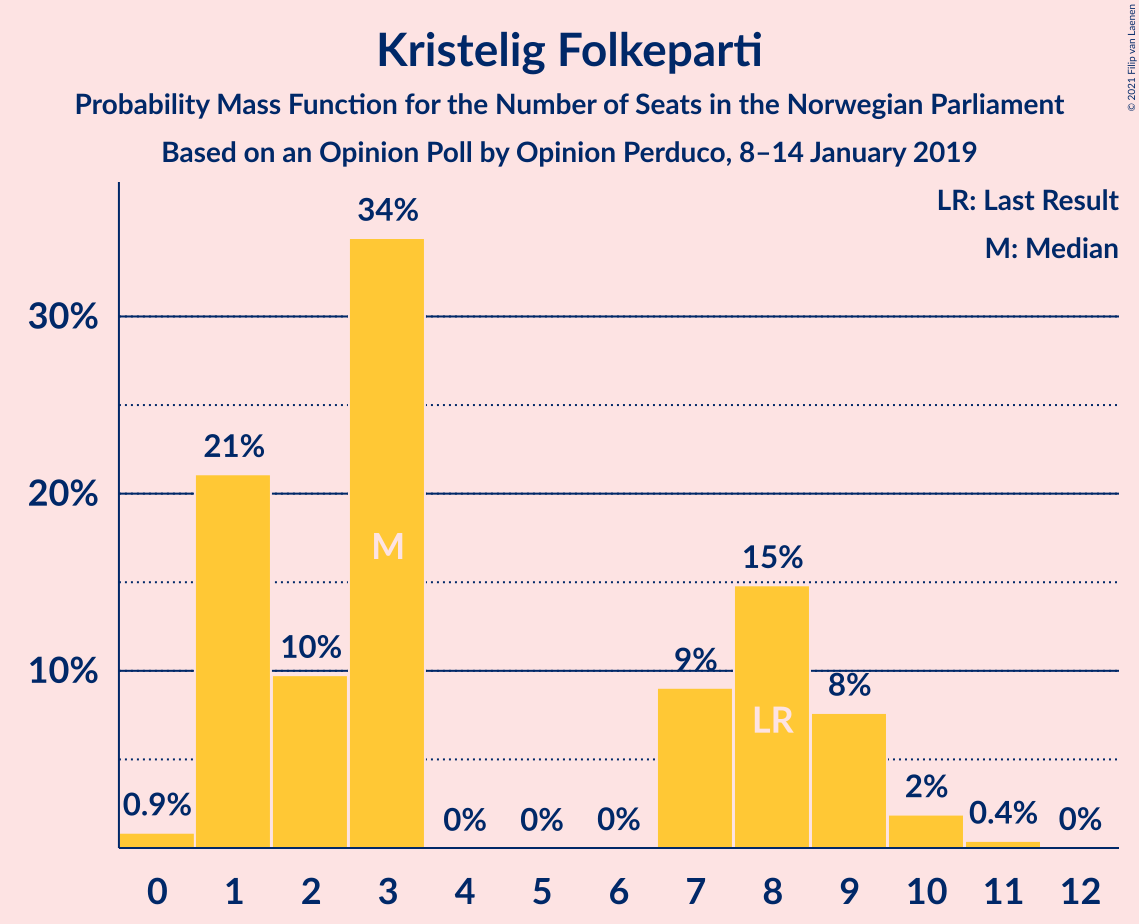 Kristelig Folkeparti
Probability Mass Function for the Number of Seats in the Norwegian Parliament
Based on an Opinion Poll by Opinion Perduco, 8–14 January 2019
© 2021 Filip van Laenen
LR: Last Result
M: Median
34%
30%
21%
20%
M
15%
10%
10%
9%
8%
LR
0.9%
0%
0%
0%
2%
0.4%
0%
0 1 2 3 4 5 6 7 8 9 10 11 12